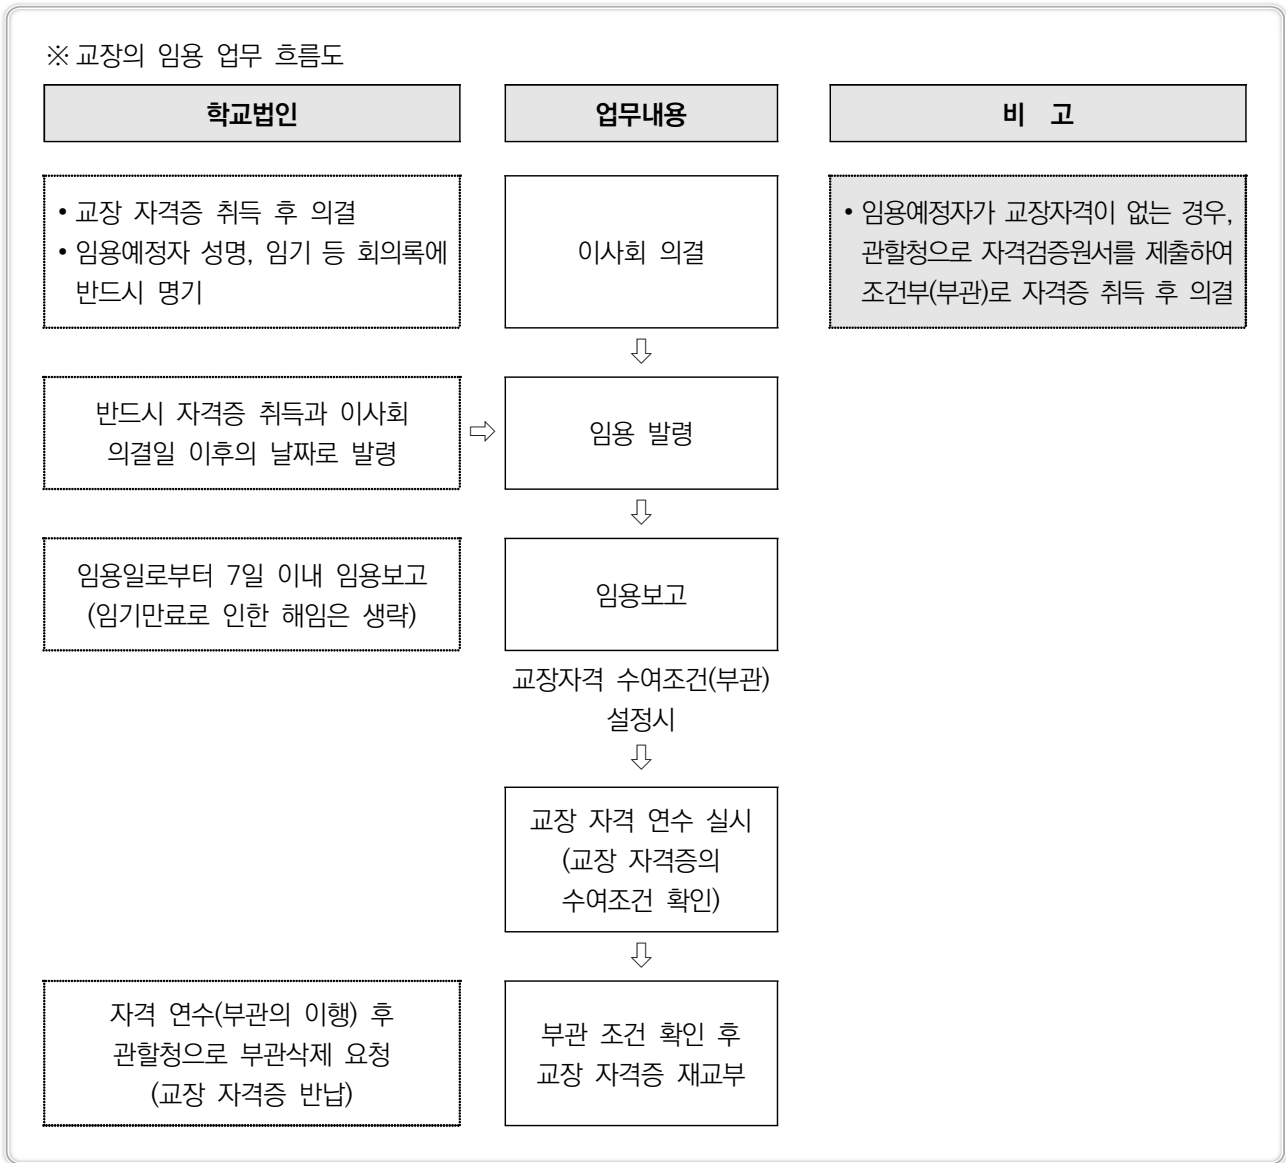 ※ 교장의 임용 업무 흐름도
학교법인
업무내용
비 고
• 교장 자격증 취득 후 의결
• 임용예정자 성명, 임기 등 회의록에
반드시 명기
이사회 의결
• 임용예정자가 교장자격이 없는 경우,
관할청으로 자격검증원서를 제출하여
조건부(부관)로 자격증 취득 후 의결
⇩
반드시 자격증 취득과 이사회
의결일 이후의 날짜로 발령
⇨
임용 발령
⇩
임용일로부터 7일 이내 임용보고
(임기만료로 인한 해임은 생략)
임용보고
교장자격 수여조건(부관)
설정시
⇩
교장 자격 연수 실시
(교장 자격증의
수여조건 확인)
⇩
자격 연수(부관의 이행) 후
관할청으로 부관삭제 요청
(교장 자격증 반납)
부관 조건 확인 후
교장 자격증 재교부